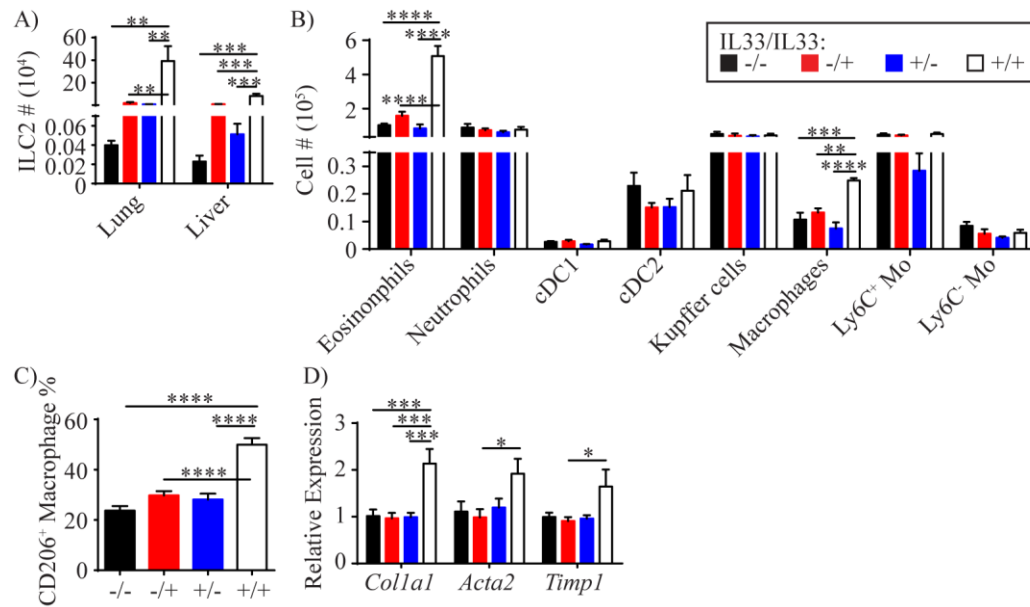 A)
ILC2 # (10⁴)
60
40
20
0.06
0.04
0.02
0
**
**
**
***
***
***
Lung
Liver
B)
Cell # (10⁵)
6
4
2
0.3
0.2
0.1
0
****
****
****
***
**
****
Eosinonphils
Neutrophils
cDC1
cDC2
Kupffer cells
Macrophages
Ly6C⁺ Mo
Ly6C⁻ Mo
IL33/IL33:
-/- -/+ +/- +/+
C)
CD206⁺ Macrophage %
60
40
20
0
****
****
****
-/- -/+ +/- +/+
D)
Relative Expression
3
2
1
0
***
***
***
*
*
Col1a1 Acta2 Timp1